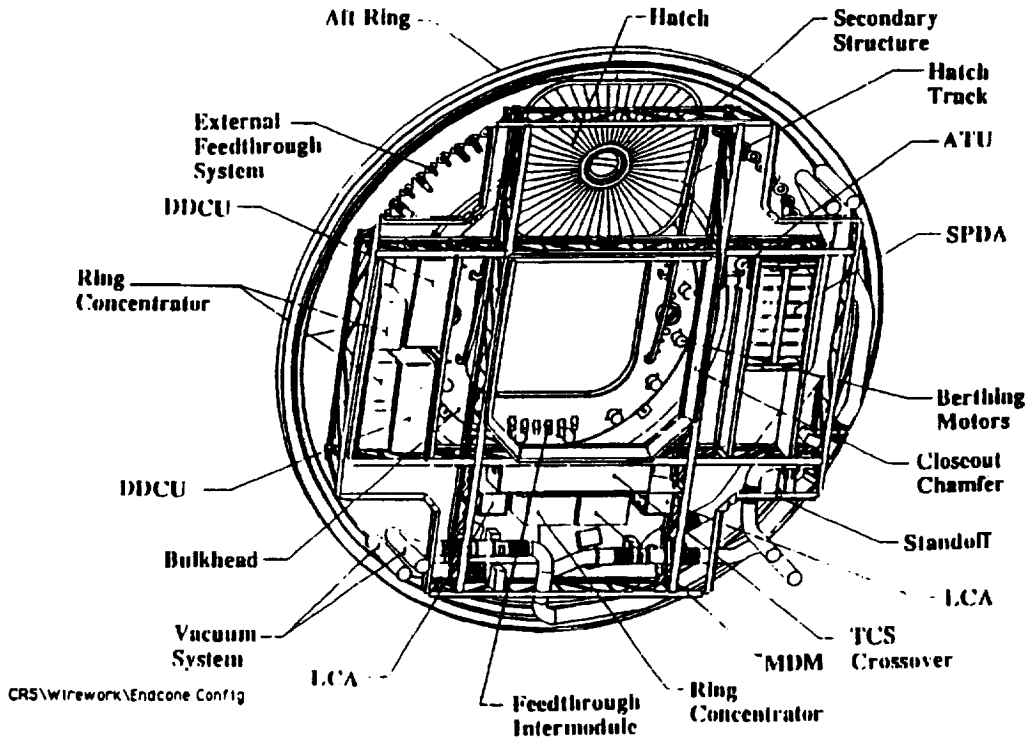 Aft Ring
Hatch
Secondary
Structure
Hatch
Track
External
Feedthrough
System
ATU
DDCU
SPDA
Ring
Concentrator
Berthing
Motors
DDCU
Closeout
Chamfer
Bulkhead
Standoff
LCA
Vacuum
System
TCS
Crossover
MDM
LCA
CRS\Wirework\Endcone Config
Ring
Concentrator
Feedthrough
Intermodule